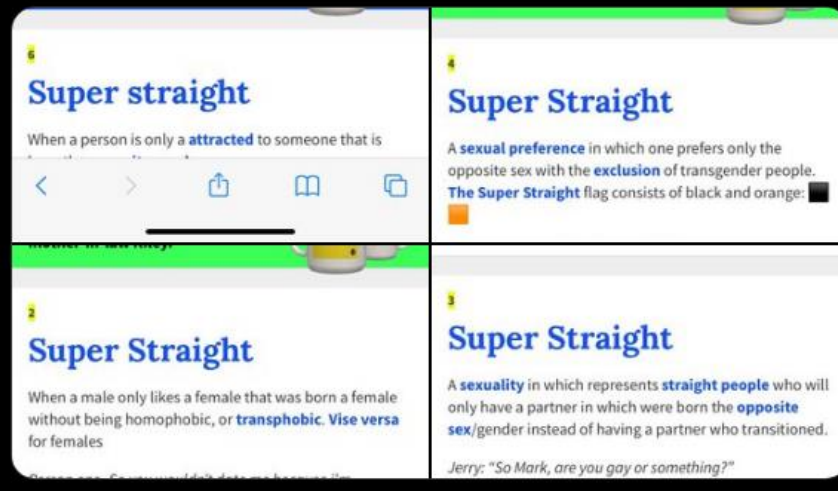 6
Super straight
When a person is only a attracted to someone that is
4
Super Straight
A sexual preference in which one prefers only the
opposite sex with the exclusion of transgender people.
The Super Straight flag consists of black and orange: ⬛
🟧
2
Super Straight
When a male only likes a female that was born a female
without being homophobic, or transphobic. Vise versa
for females
3
Super Straight
A sexuality in which represents straight people who will
only have a partner in which were born the opposite
sex/gender instead of having a partner who transitioned.
Jerry: "So Mark, are you gay or something?"